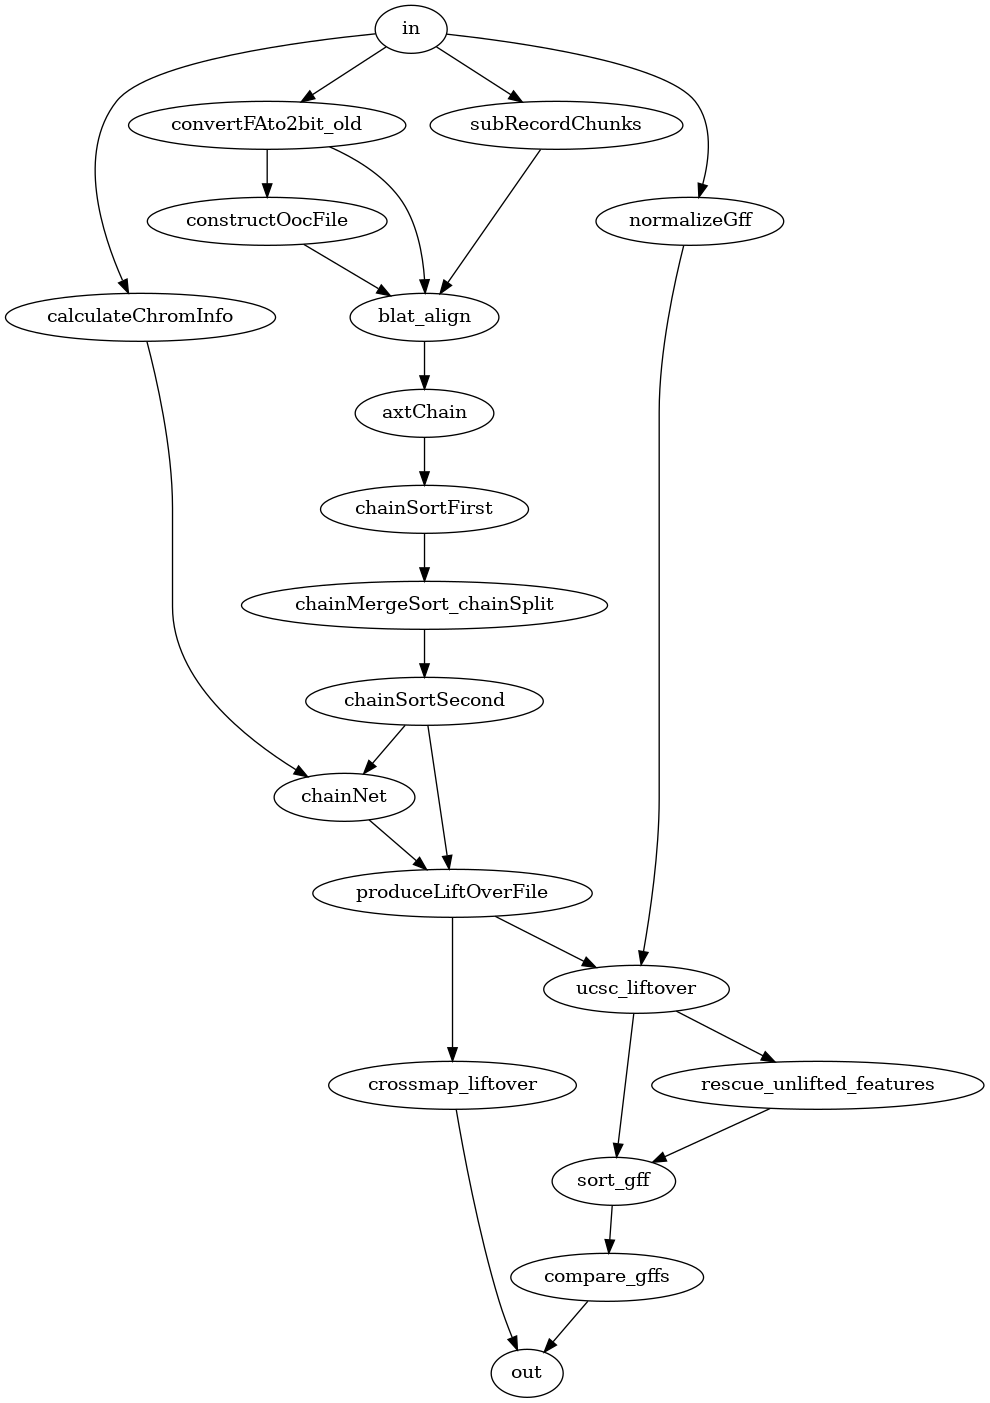 in
convertFAto2bit_old
subRecordChunks
constructOocFile
normalizeGff
calculateChromInfo
blat_align
axtChain
chainSortFirst
chainMergeSort_chainSplit
chainSortSecond
chainNet
produceLiftOverFile
ucsc_liftover
crossmap_liftover
rescue_unlifted_features
sort_gff
compare_gffs
out